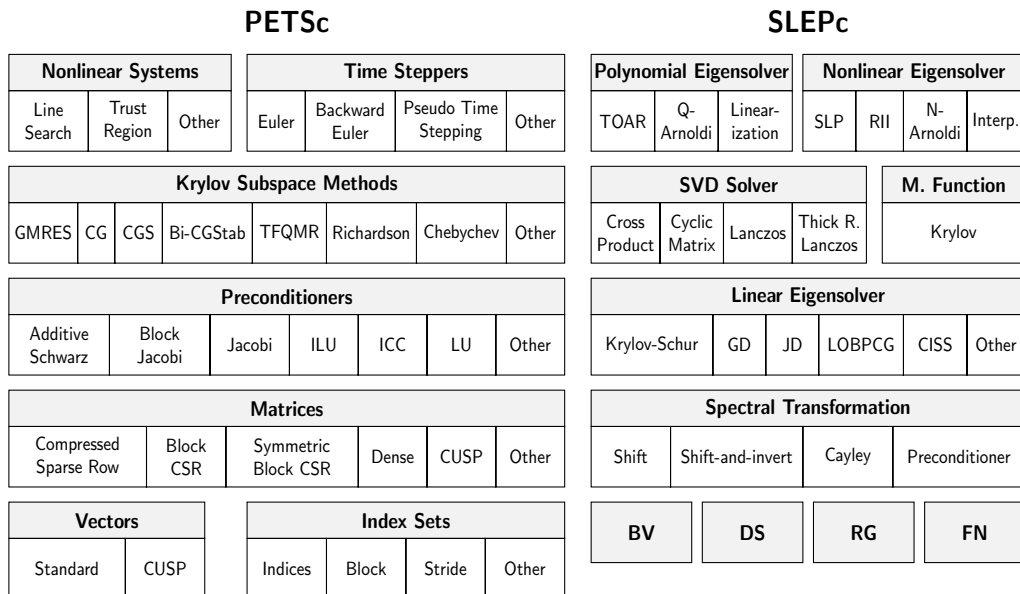 PETSc
Nonlinear Systems
Line
Search
Trust
Region
Other
Time Steppers
Euler
Backward
Euler
Pseudo Time
Stepping
Other
Krylov Subspace Methods
GMRES
CG
CGS
Bi-CGStab
TFQMR
Richardson
Chebychev
Other
Preconditioners
Additive
Schwarz
Block
Jacobi
Jacobi
ILU
ICC
LU
Other
Matrices
Compressed
Sparse Row
Block
CSR
Symmetric
Block CSR
Dense
CUSP
Other
Vectors
Standard
CUSP
Index Sets
Indices
Block
Stride
Other
SLEPc
Polynomial Eigensolver
TOAR
Q-
Arnoldi
Linear-
ization
Nonlinear Eigensolver
SLP
RII
N-
Arnoldi
Interp.
SVD Solver
Cross
Product
Cyclic
Matrix
Lanczos
Thick R.
Lanczos
M. Function
Krylov
Linear Eigensolver
Krylov-Schur
GD
JD
LOBPCG
CISS
Other
Spectral Transformation
Shift
Shift-and-invert
Cayley
Preconditioner
BV
DS
RG
FN